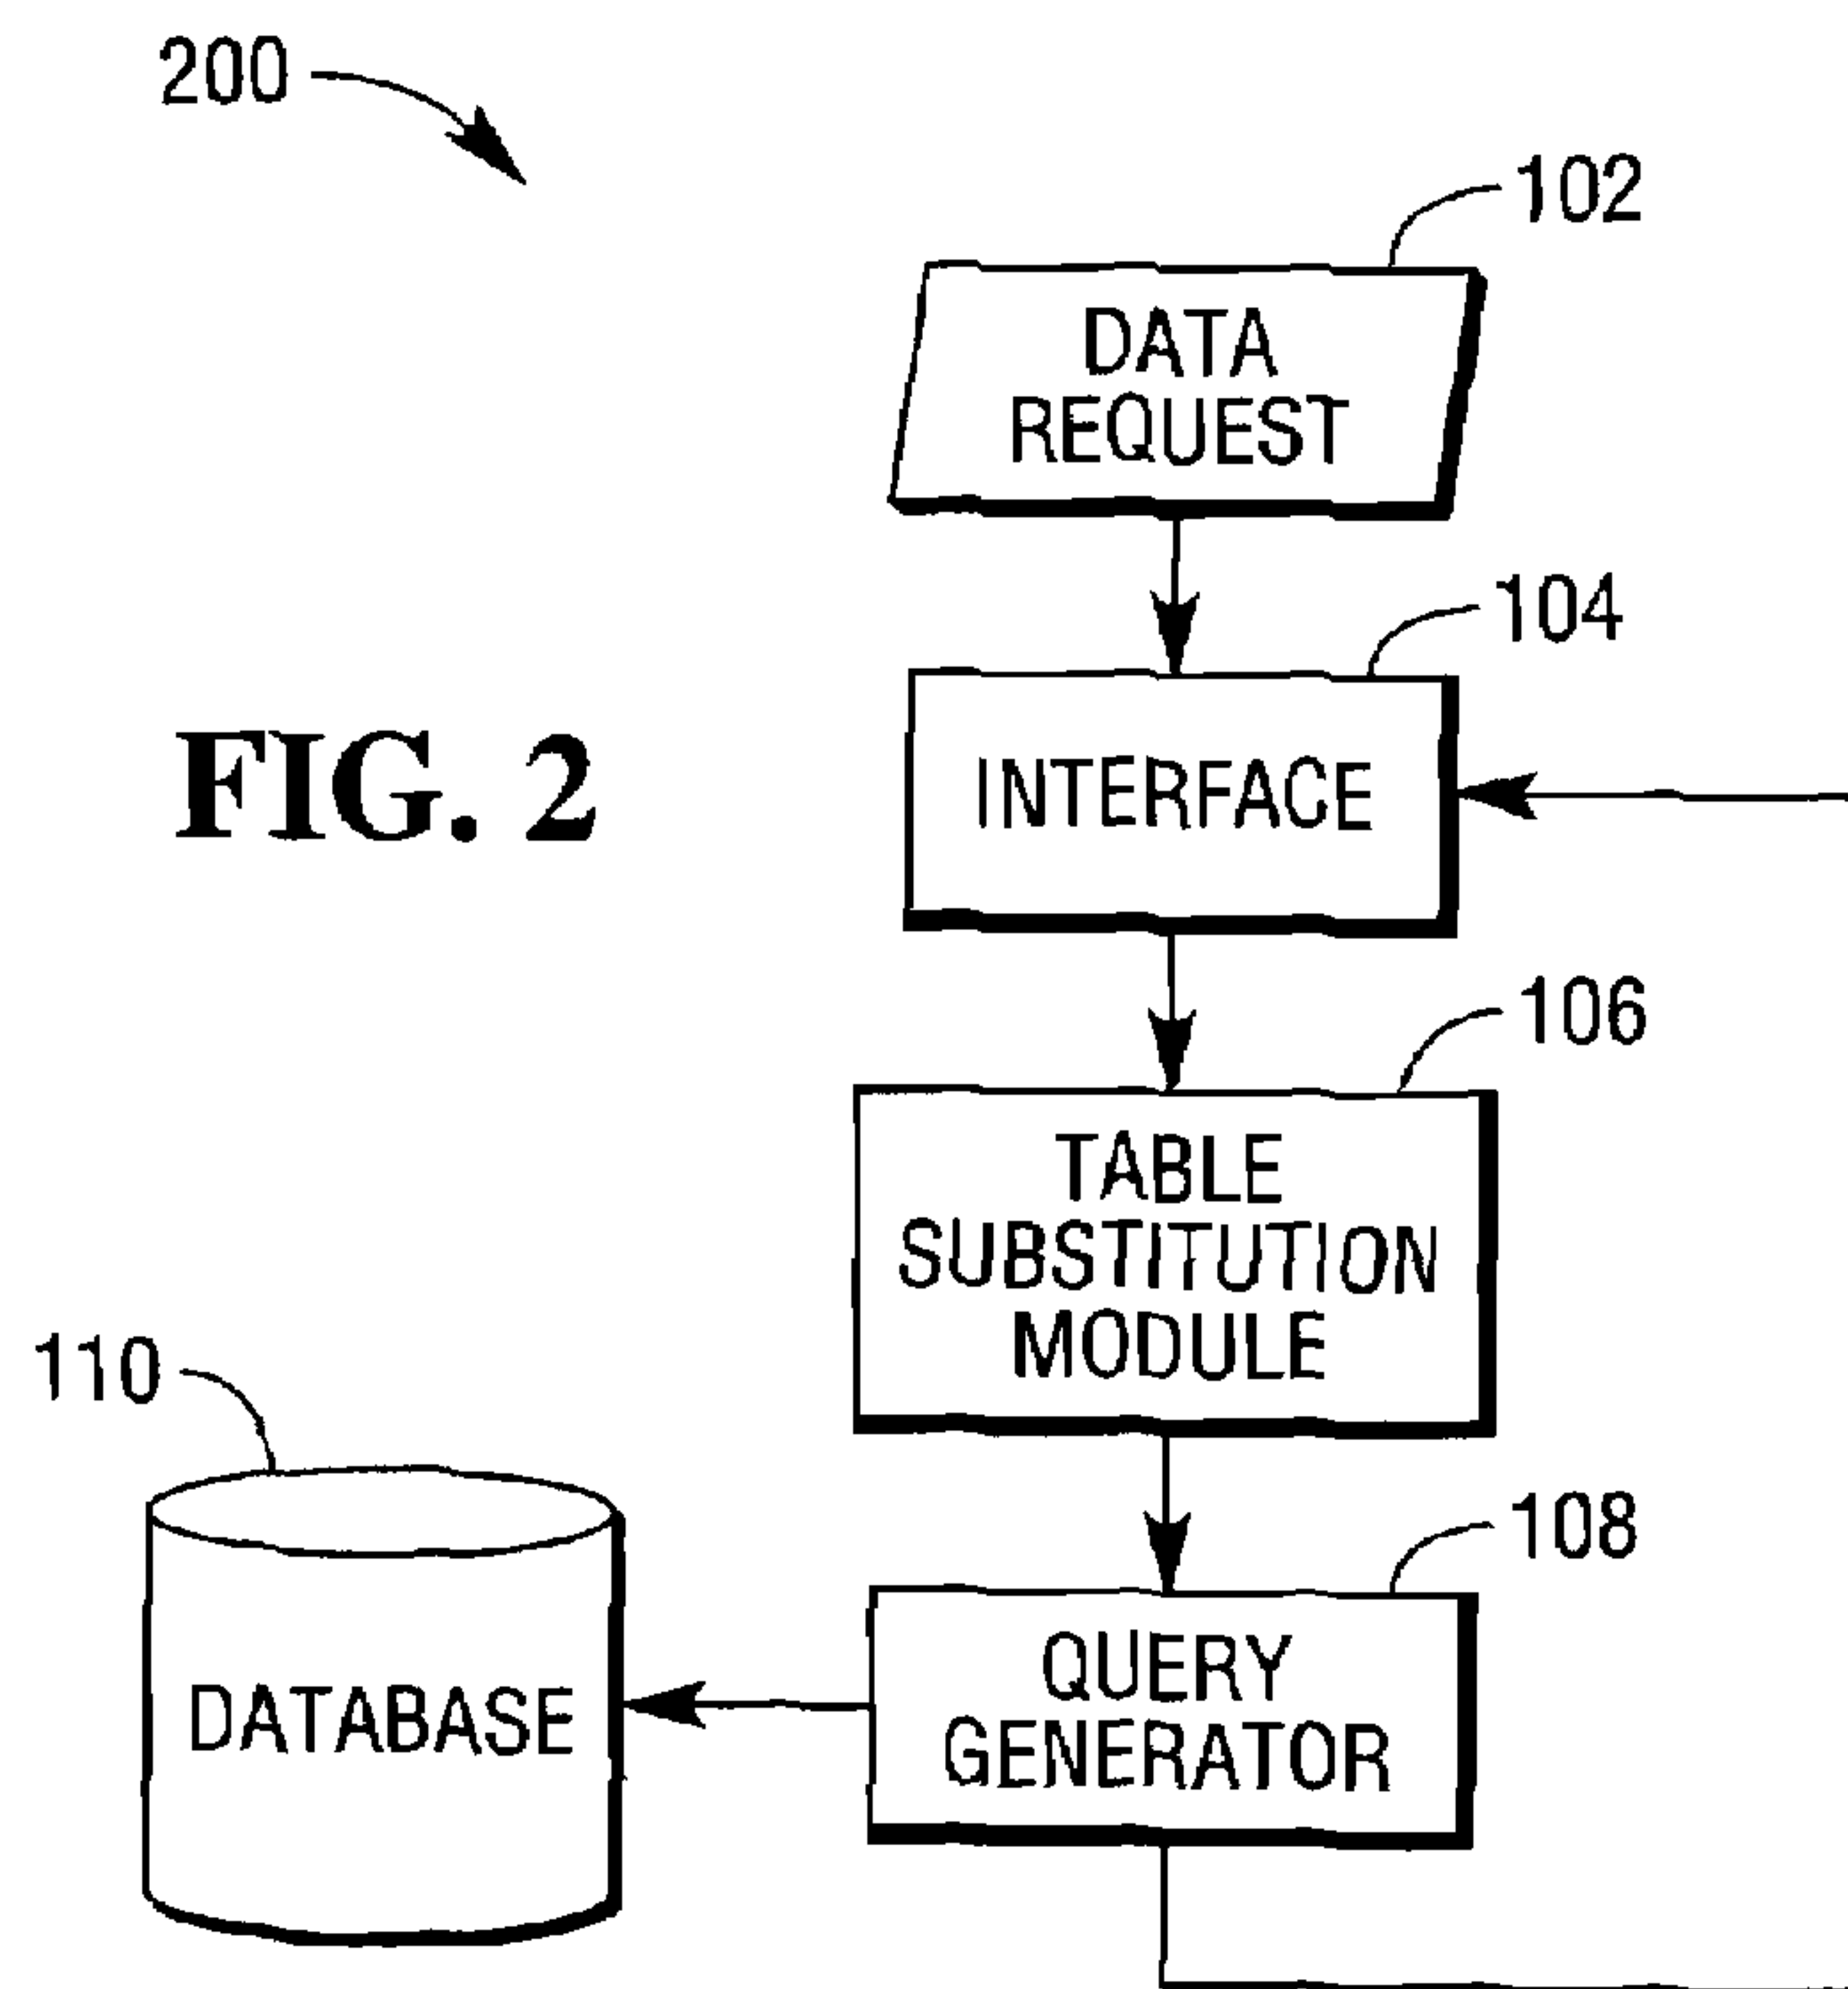 200
102
DATA
REQUEST
104
INTERFACE
FIG. 2
106
TABLE
SUBSTITUTION
MODULE
110
108
DATABASE
QUERY
GENERATOR